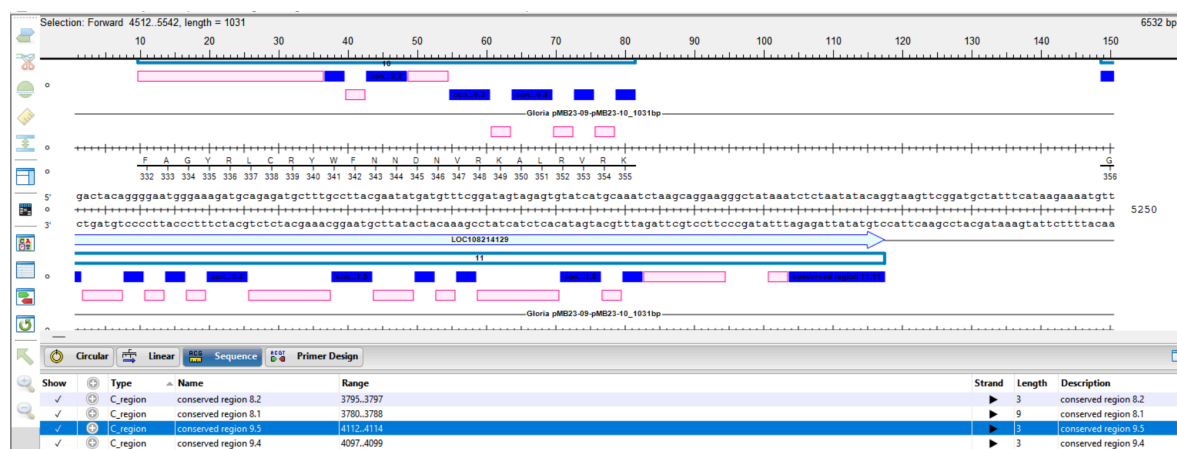 Selection: Forward 4512..5542, length = 1031 6532 bp
10 20 30 40 50 60 70 80 90 100 110 120 130 140 150
10
Gloria pMB23-09-pMB23-10_1031bp
F A G Y R L C R Y W F N N D N V R K A L R V R K
332 333 334 335 336 337 338 339 340 341 342 343 344 345 346 347 348 349 350 351 352 353 354 355
G
356
5' gactacaggggaatgggaaagatgcagagatgctttgccttacgaatatgatgtttcggatagtagagtgtatcatgcaaatctaagcaggaagggctataaatctctaatatacaggtaagttcggatgctatttcataagaaaatgtt
5250
3' ctgatgtccccttaccctttctacgtctctacgaaacggaatgcttatactacaaagcctatcatctcacatagtacgtttagattcgtccttcccgatatttagagattatatgtccattcaagcctacgataaagtattcttttacaa
LOC108214129
11
conserved region 11.11
Gloria pMB23-09-pMB23-10_1031bp
Circular Linear Sequence Primer Design
Show Type Name Range Strand Length Description
✓ C_region conserved region 8.2 3795..3797 ▶ 3 conserved region 8.2
✓ C_region conserved region 8.1 3780..3788 ▶ 9 conserved region 8.1
✓ C_region conserved region 9.5 4112..4114 ▶ 3 conserved region 9.5
✓ C_region conserved region 9.4 4097..4099 ▶ 3 conserved region 9.4